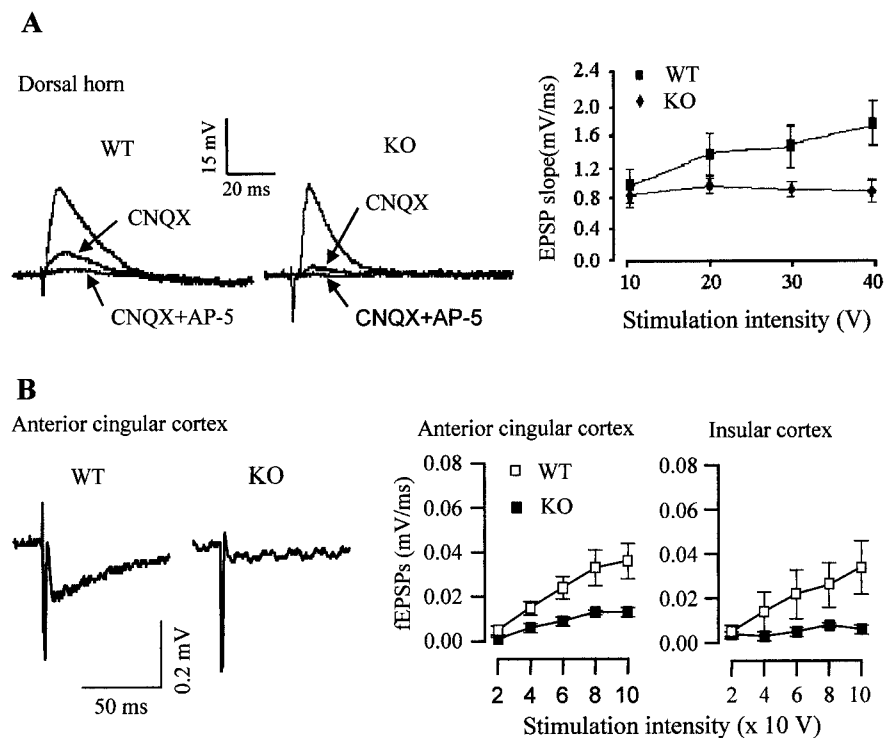 A
Dorsal horn
WT
15 mV
20 ms
KO
CNQX
CNQX
CNQX+AP-5
CNQX+AP-5
EPSP slope(mV/ms)
2.4
2.0
1.6
1.2
0.8
0.4
0.0
WT
KO
10 20 30 40
Stimulation intensity (V)
B
Anterior cingular cortex
WT
KO
0.2 mV
50 ms
Anterior cingular cortex
fEPSPs (mV/ms)
0.08
0.06
0.04
0.02
0.00
WT
KO
2 4 6 8 10
Insular cortex
0.08
0.06
0.04
0.02
0.00
WT
KO
2 4 6 8 10
Stimulation intensity (x 10 V)